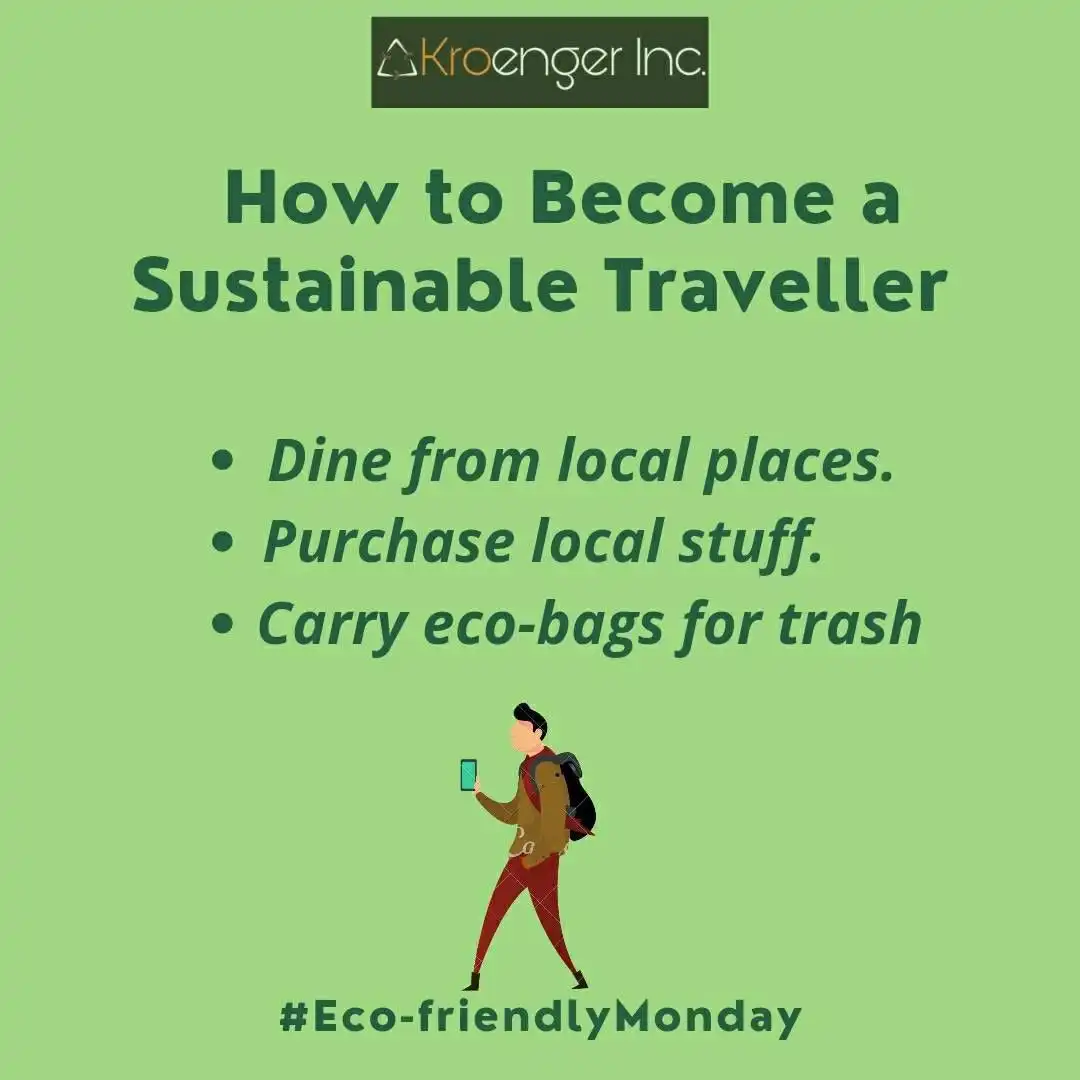 Kroenger Inc.
How to Become a
Sustainable Traveller
• Dine from local places.
• Purchase local stuff.
• Carry eco-bags for trash
#Eco-friendlyMonday